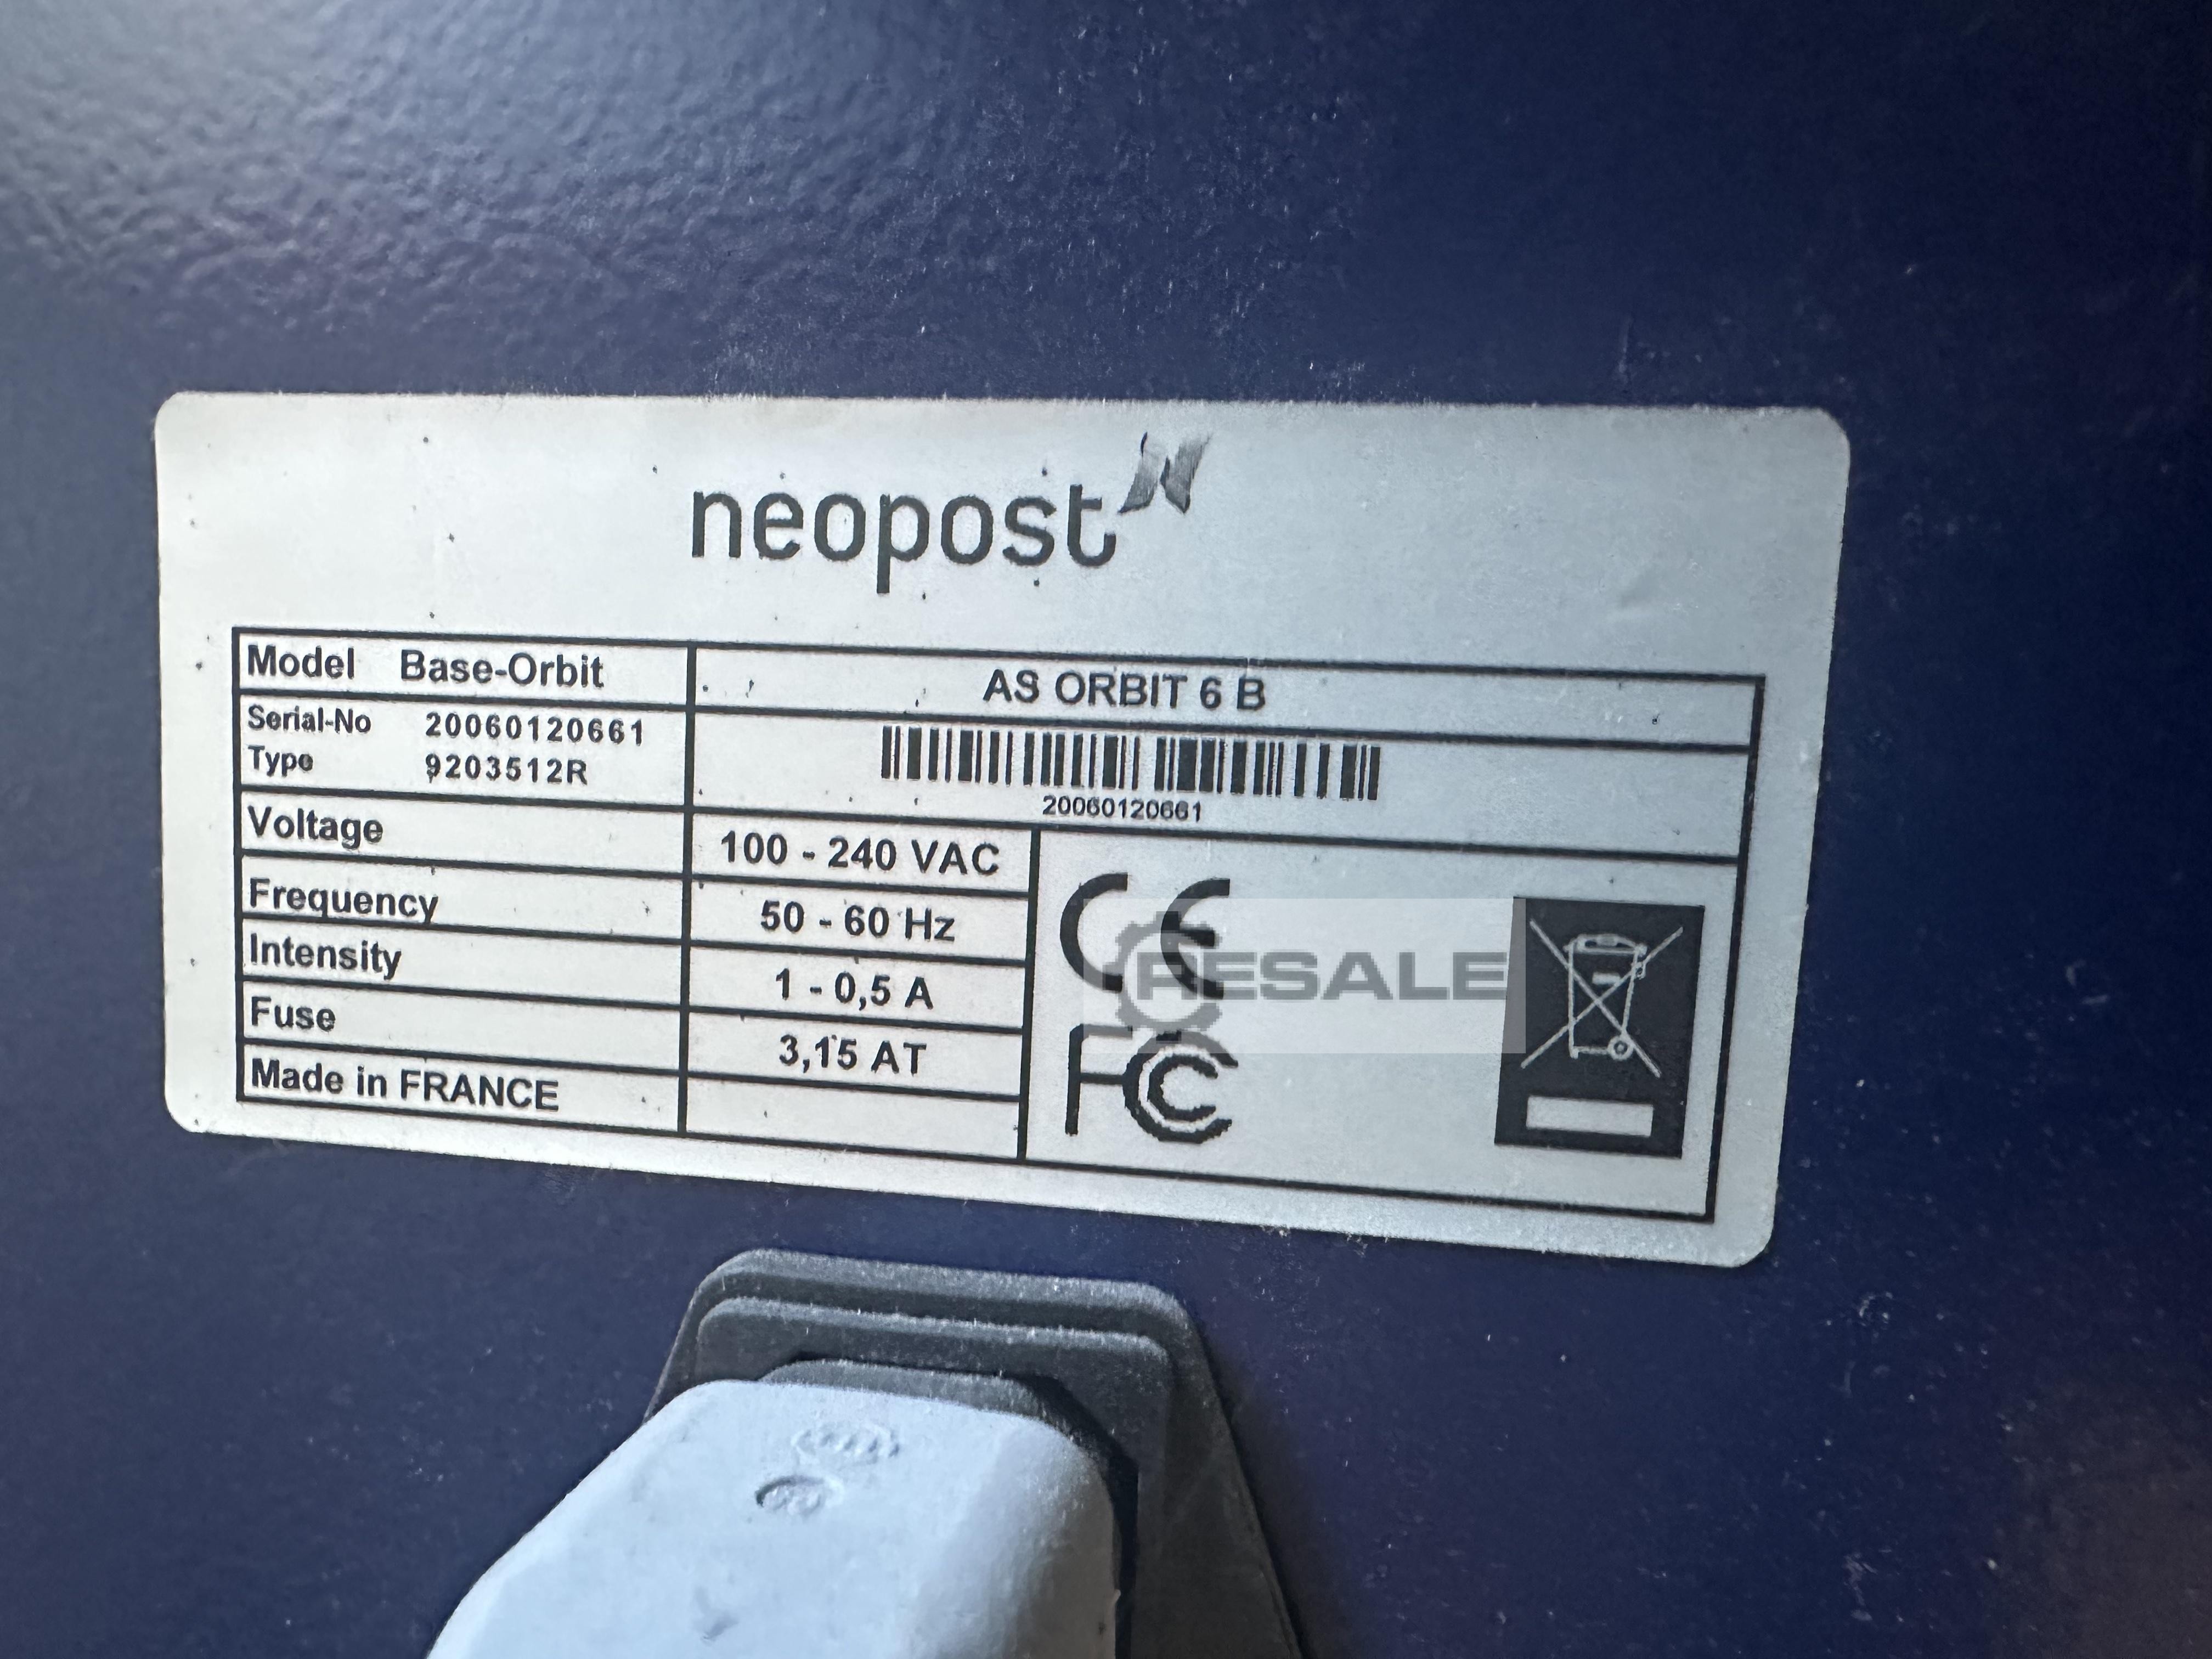 neopost
Model Base-Orbit
AS ORBIT 6 B
Serial-No 20060120661
Type 9203512R
20060120661
Voltage 100 - 240 VAC
Frequency 50 - 60 Hz
Intensity 1 - 0,5 A
Fuse 3,15 AT
Made in FRANCE
CE
FC
RESALE